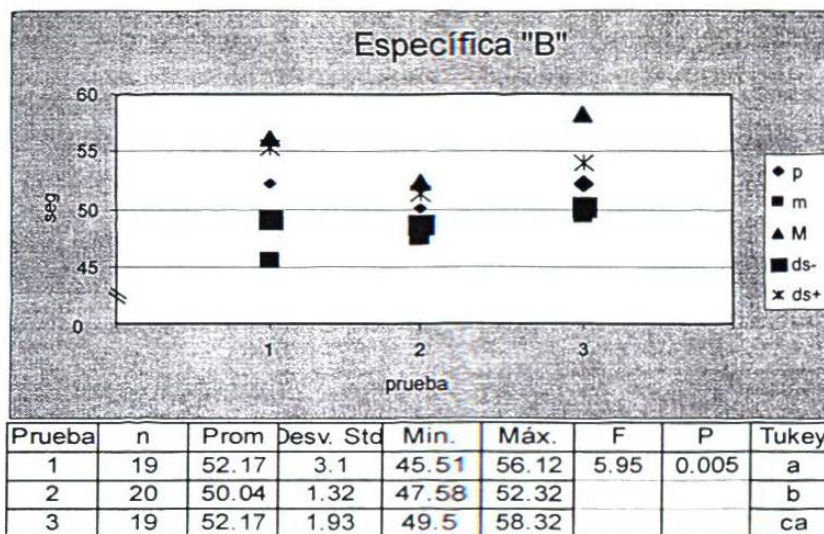 Específica "B"
60
55
50
45
0
seg
1 2 3
prueba
p
m
M
ds-
ds+
Prueba n Prom Desv. Std Min. Máx. F P Tukey
1 19 52.17 3.1 45.51 56.12 5.95 0.005 a
2 20 50.04 1.32 47.58 52.32 b
3 19 52.17 1.93 49.5 58.32 ca